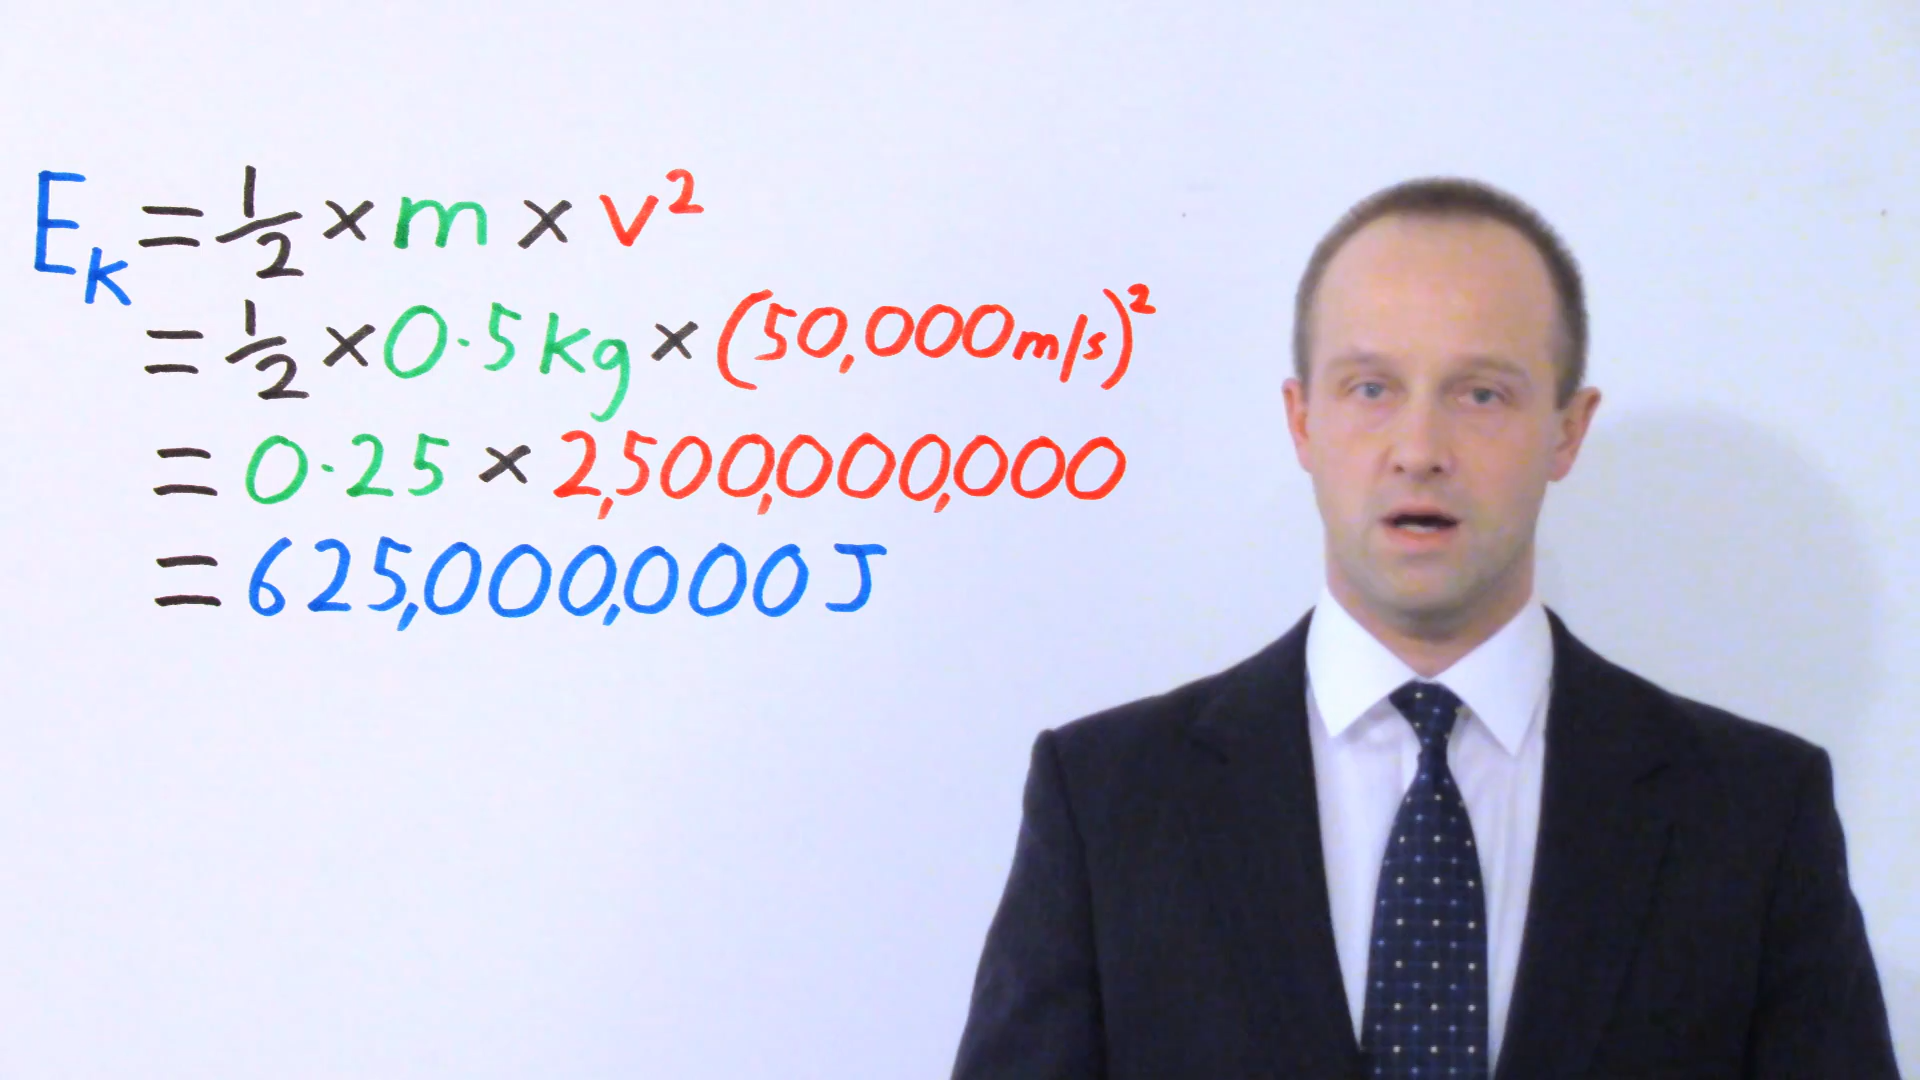 Eₖ = ½ × m × v²
= ½ × 0·5 kg × (50,000 m/s)²
= 0·25 × 2,500,000,000
= 625,000,000 J